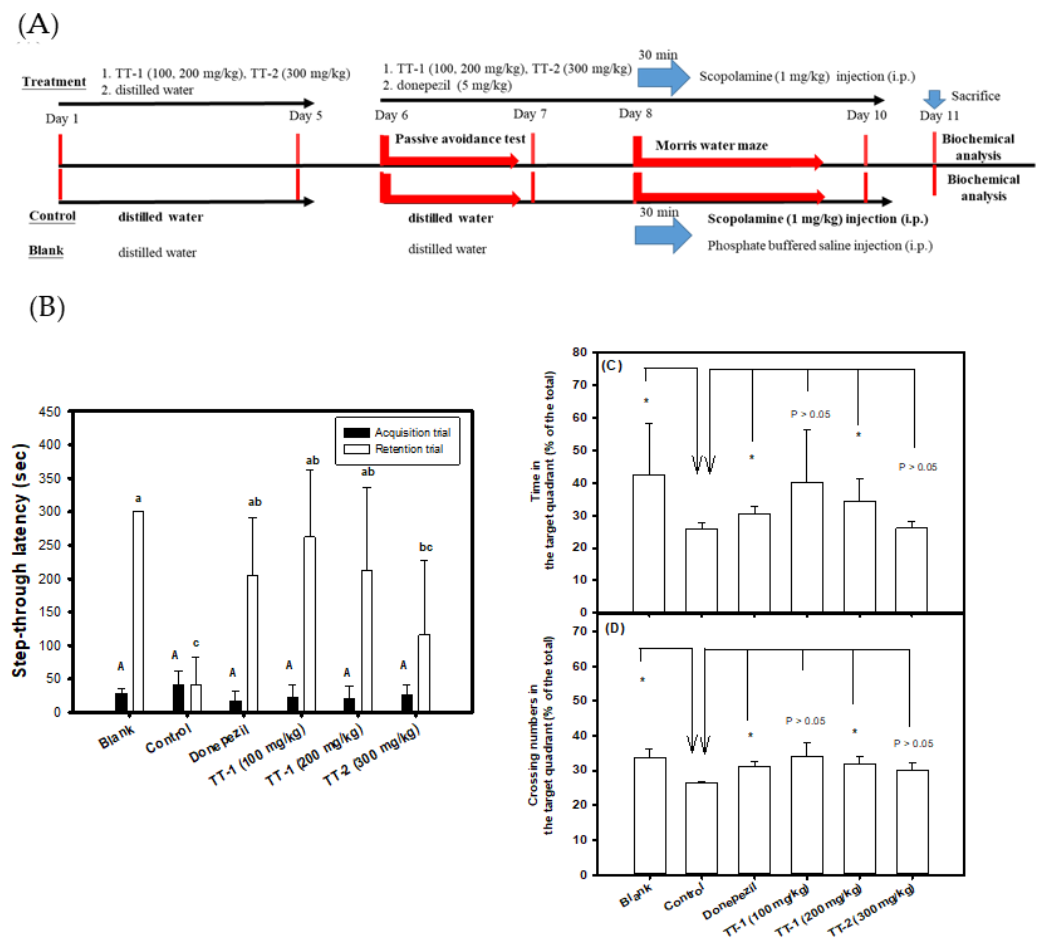 (A)
Treatment
1. TT-1 (100, 200 mg/kg), TT-2 (300 mg/kg)
2. distilled water
1. TT-1 (100, 200 mg/kg), TT-2 (300 mg/kg)
2. donepezil (5 mg/kg)
30 min
Scopolamine (1 mg/kg) injection (i.p.)
Sacrifice
Day 1
Day 5
Day 6
Day 7
Day 8
Day 10
Day 11
Passive avoidance test
Morris water maze
Biochemical
analysis
Biochemical
analysis
Control
distilled water
distilled water
30 min
Scopolamine (1 mg/kg) injection (i.p.)
Blank
distilled water
distilled water
Phosphate buffered saline injection (i.p.)
(B)
Step-through latency (sec)
450
400
350
300
250
200
150
100
50
0
Acquisition trial
Retention trial
A
a
A
c
A
ab
A
ab
A
ab
A
bc
Blank
Control
Donepezil
TT-1 (100 mg/kg)
TT-1 (200 mg/kg)
TT-2 (300 mg/kg)
(C)
Time in
the target quadrant (% of the total)
80
70
60
50
40
30
20
10
0
*
*
P > 0.05
*
P > 0.05
(D)
Crossing numbers in
the target quadrant (% of the total)
70
60
50
40
30
20
10
0
*
*
P > 0.05
*
P > 0.05
Blank
Control
Donepezil
TT-1 (100 mg/kg)
TT-1 (200 mg/kg)
TT-2 (300 mg/kg)